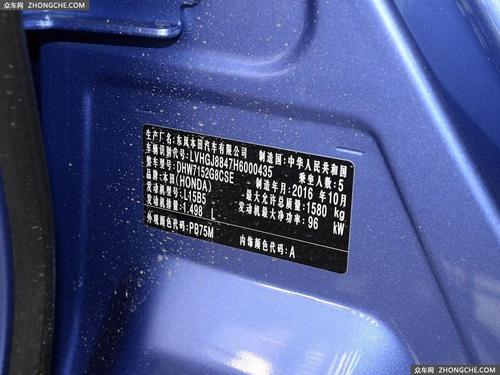 众车网 ZHONGCHE.COM
生产厂名:东风本田汽车有限公司 制造国:中华人民共和国
车辆识别代号:LVHGJ8847H6000435 乘坐人数:5
整车型号:DHW7152G8CSE 制造年月:2016年10月
品牌:本田(HONDA) 最大允许总质量:1580 kg
发动机型号:L15B5 发动机最大净功率:96 kW
发动机排量:1.498 L
外观颜色代码:PB75M 内饰颜色代码:A
众车网 ZHONGCHE.COM